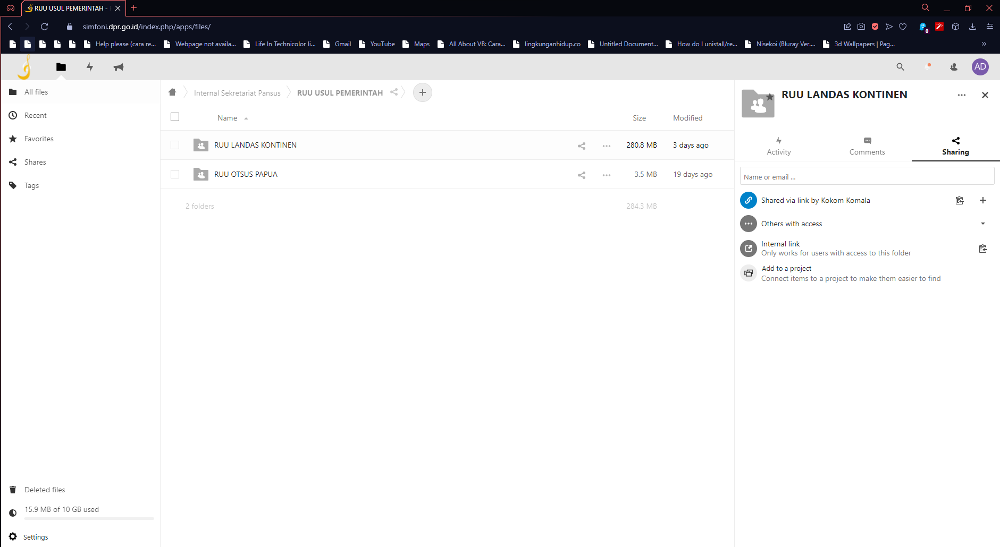 RUU USUL PEMERINTAH -
simfoni.dpr.go.id/index.php/apps/files/
Help please (cara re...
Webpage not availa...
Life In Technicolor li...
Gmail
YouTube
Maps
All About VB: Cara...
lingkunganhidup.co
Untitled Document...
How do I unistall/re...
Nisekoi (Bluray Ver....
3d Wallpapers | Pag...
AD
All files
Recent
Favorites
Shares
Tags
Deleted files
15.9 MB of 10 GB used
Settings
Internal Sekretariat Pansus
RUU USUL PEMERINTAH
Name
Size
Modified
RUU LANDAS KONTINEN
280.8 MB
3 days ago
RUU OTSUS PAPUA
3.5 MB
19 days ago
2 folders
284.3 MB
RUU LANDAS KONTINEN
Activity
Comments
Sharing
Name or email ...
Shared via link by Kokom Komala
Others with access
Internal link
Only works for users with access to this folder
Add to a project
Connect items to a project to make them easier to find